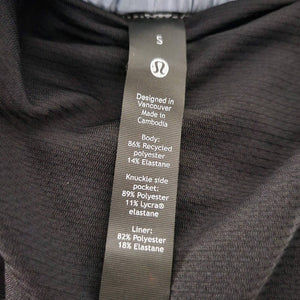 S
Designed in
Vancouver
Made in
Cambodia
Body:
86% Recycled
polyester
14% Elastane
Knuckle side
pocket:
89% Polyester
11% Lycra®
elastane
Liner:
82% Polyester
18% Elastane